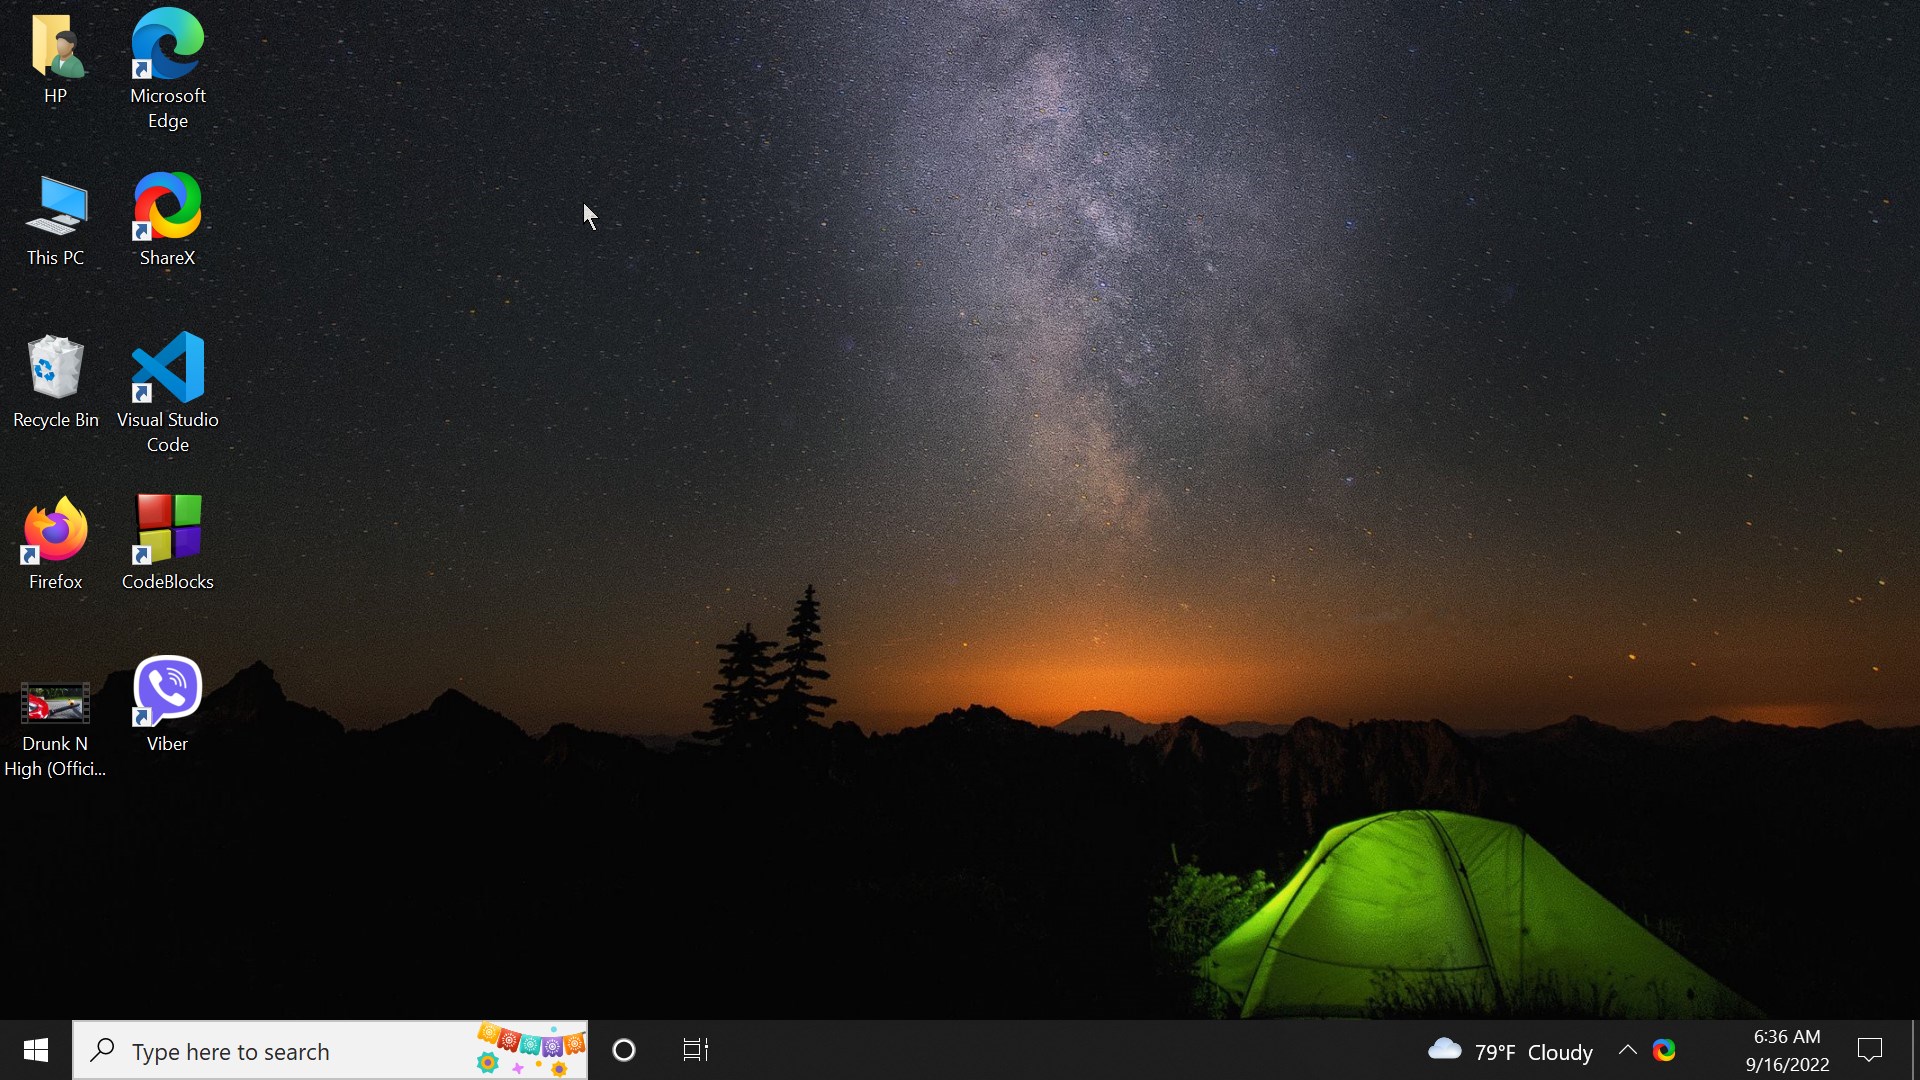 HP
Microsoft
Edge
This PC
ShareX
Recycle Bin
Visual Studio
Code
Firefox
CodeBlocks
Drunk N
High (Offici...
Viber
Type here to search
79°F Cloudy
6:36 AM
9/16/2022